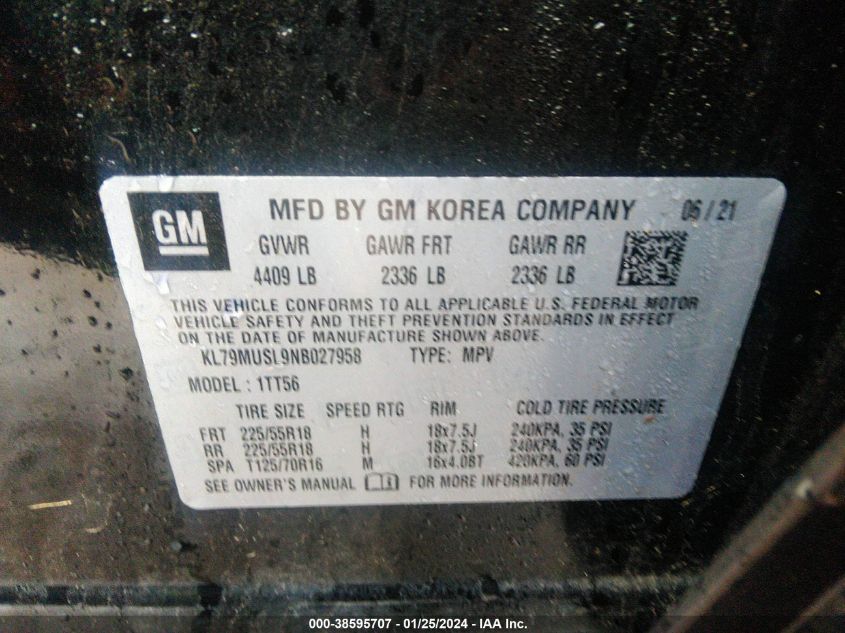 GM MFD BY GM KOREA COMPANY 06/21
GVWR GAWR FRT GAWR RR
4409 LB 2336 LB 2336 LB
THIS VEHICLE CONFORMS TO ALL APPLICABLE U.S. FEDERAL MOTOR
VEHICLE SAFETY AND THEFT PREVENTION STANDARDS IN EFFECT
ON THE DATE OF MANUFACTURE SHOWN ABOVE.
KL79MUSL9NB027958 TYPE: MPV
MODEL : 1TT56
TIRE SIZE SPEED RTG RIM COLD TIRE PRESSURE
FRT 225/55R18 H 18x7.5J 240KPA, 35 PSI
RR 225/55R18 H 18x7.5J 240KPA, 35 PSI
SPA T125/70R16 M 16x4.0BT 420KPA, 60 PSI
SEE OWNER'S MANUAL FOR MORE INFORMATION.
000-38595707 - 01/25/2024 - IAA Inc.